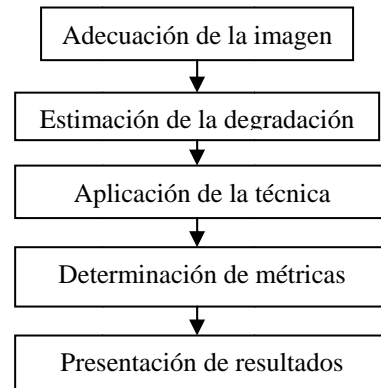 Adecuación de la imagen
Estimación de la degradación
Aplicación de la técnica
Determinación de métricas
Presentación de resultados